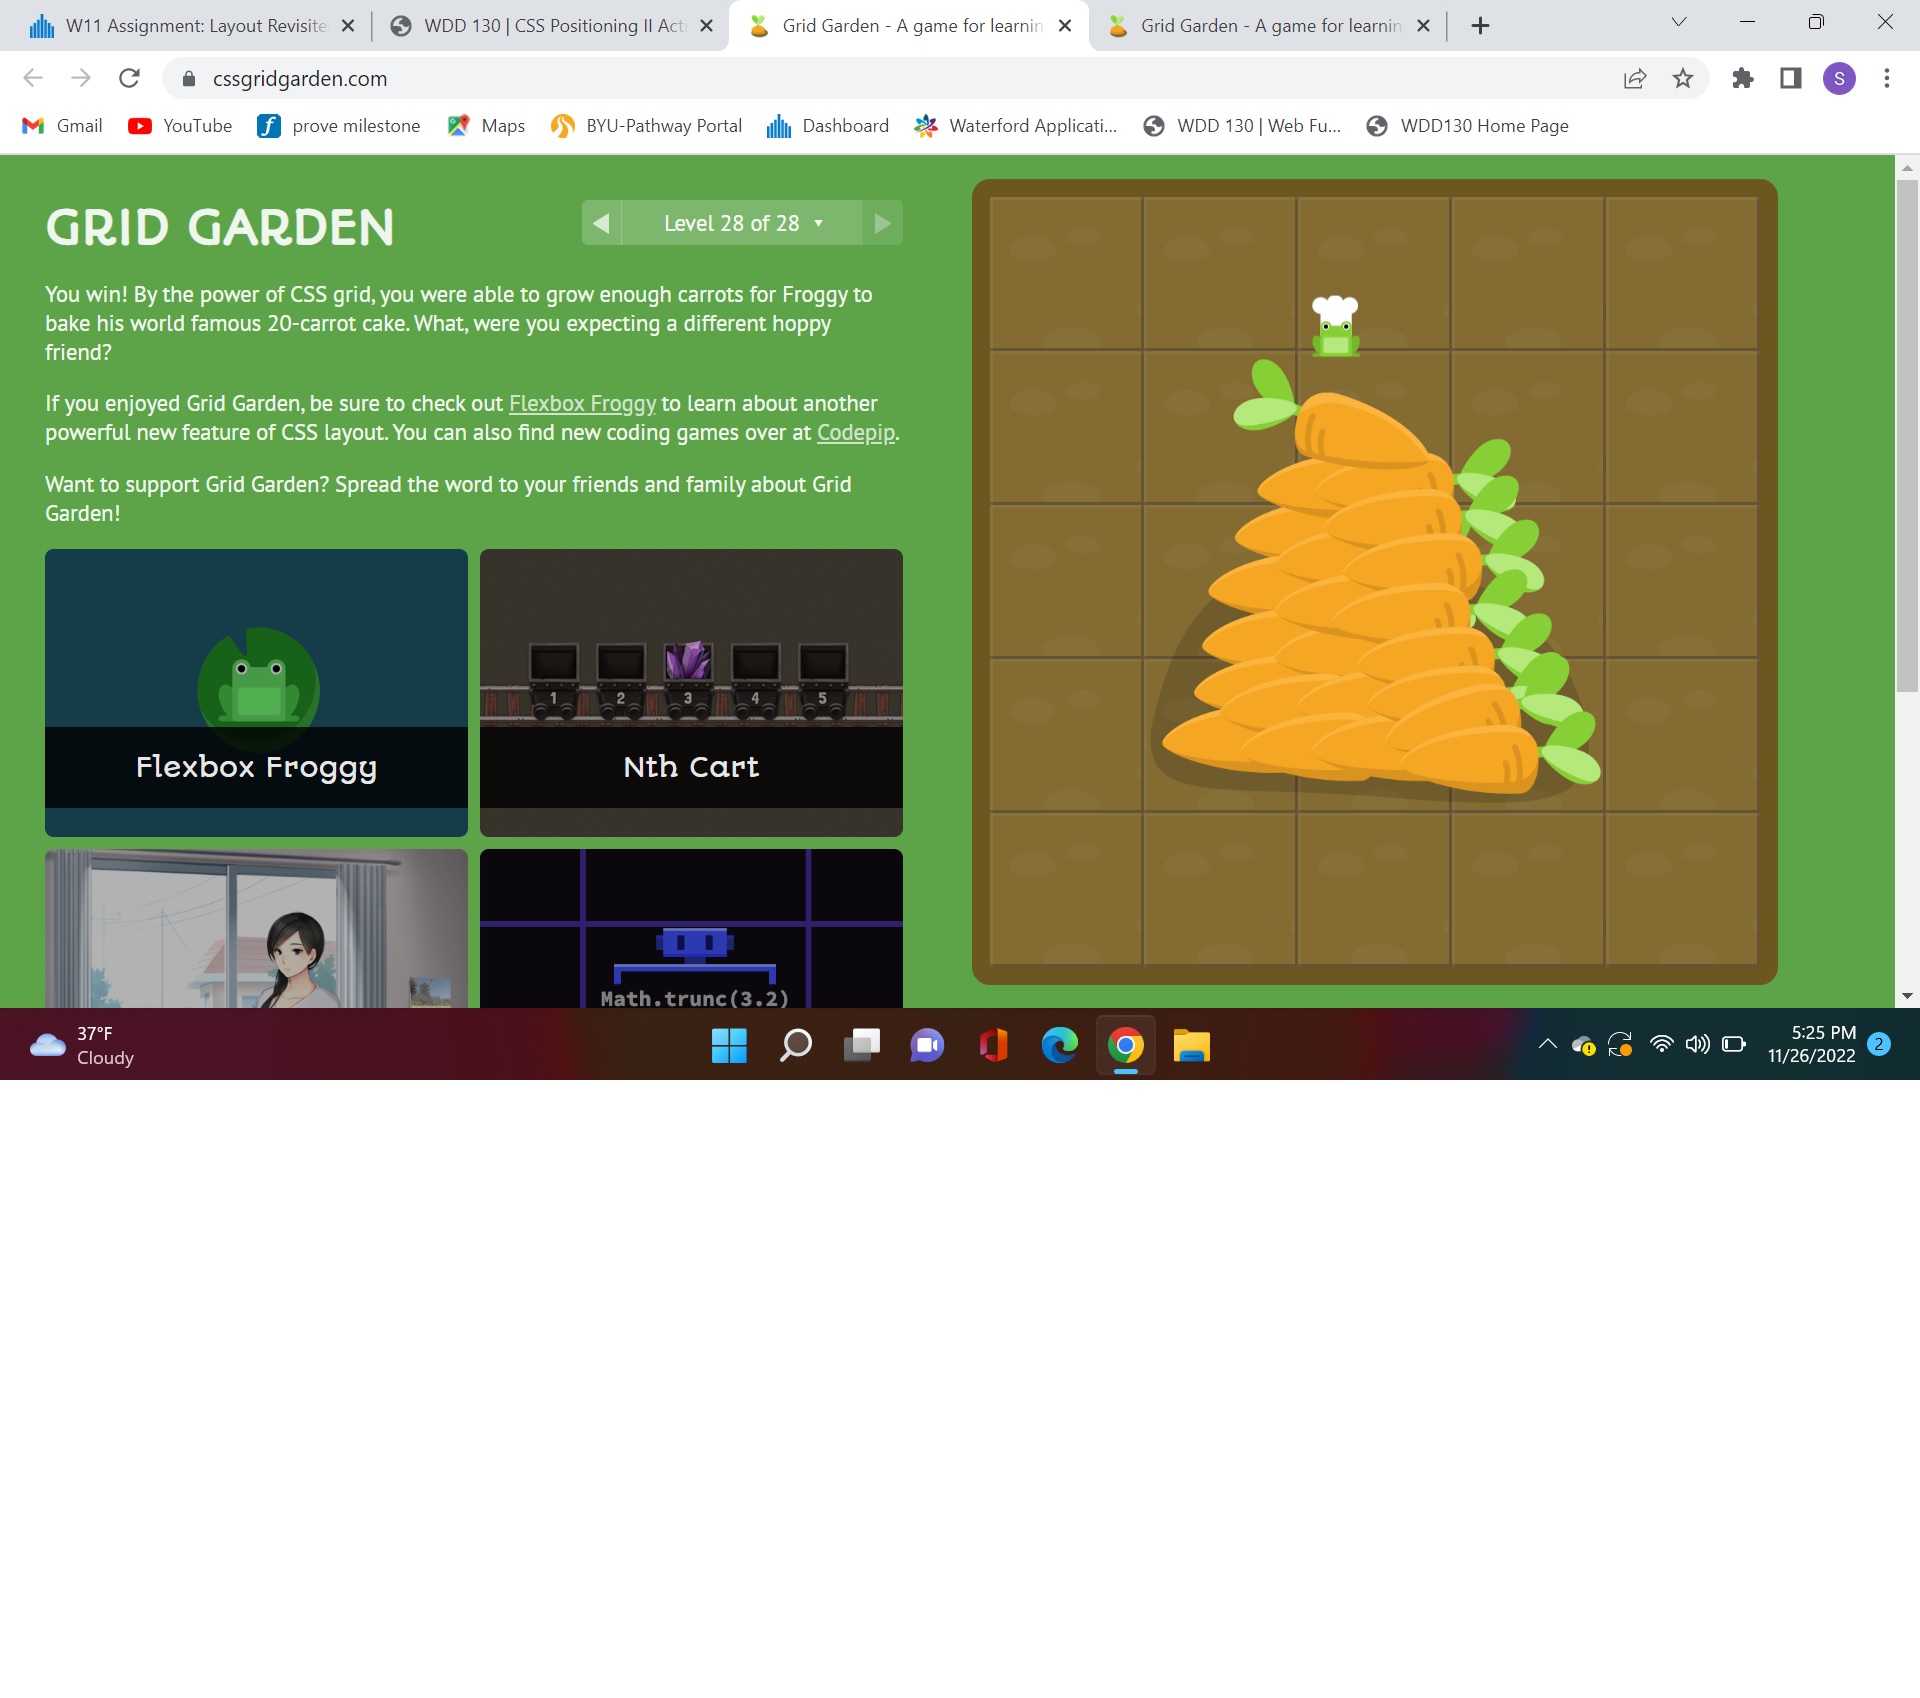 W11 Assignment: Layout Revisite
WDD 130 | CSS Positioning II Acti
Grid Garden - A game for learnin
Grid Garden - A game for learnin
cssgridgarden.com
S
Gmail
YouTube
prove milestone
Maps
BYU-Pathway Portal
Dashboard
Waterford Applicati...
WDD 130 | Web Fu...
WDD130 Home Page
GRID GARDEN
Level 28 of 28
You win! By the power of CSS grid, you were able to grow enough carrots for Froggy to
bake his world famous 20-carrot cake. What, were you expecting a different hoppy
friend?
If you enjoyed Grid Garden, be sure to check out Flexbox Froggy to learn about another
powerful new feature of CSS layout. You can also find new coding games over at Codepip.
Want to support Grid Garden? Spread the word to your friends and family about Grid
Garden!
Flexbox Froggy
1 2 3 4 5
Nth Cart
Math.trunc(3.2)
37°F
Cloudy
5:25 PM
11/26/2022
2